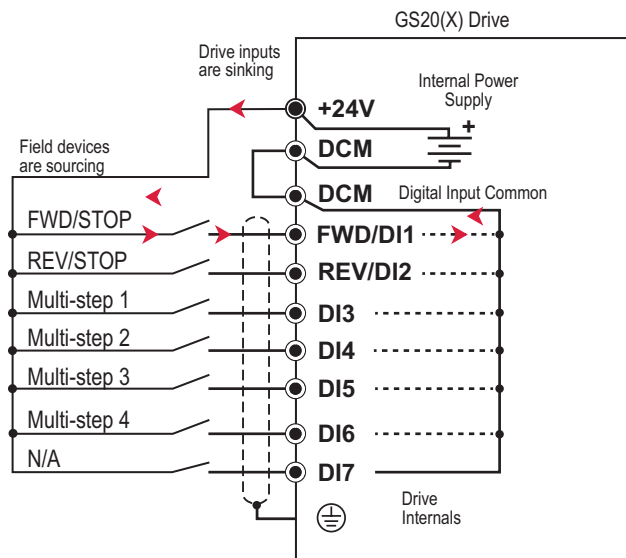 GS20(X) Drive
Drive inputs
are sinking
Internal Power
Supply
+24V
+
DCM
Field devices
are sourcing
DCM
Digital Input Common
FWD/STOP
FWD/DI1
REV/STOP
REV/DI2
Multi-step 1
DI3
Multi-step 2
DI4
Multi-step 3
DI5
Multi-step 4
DI6
N/A
DI7
Drive
Internals